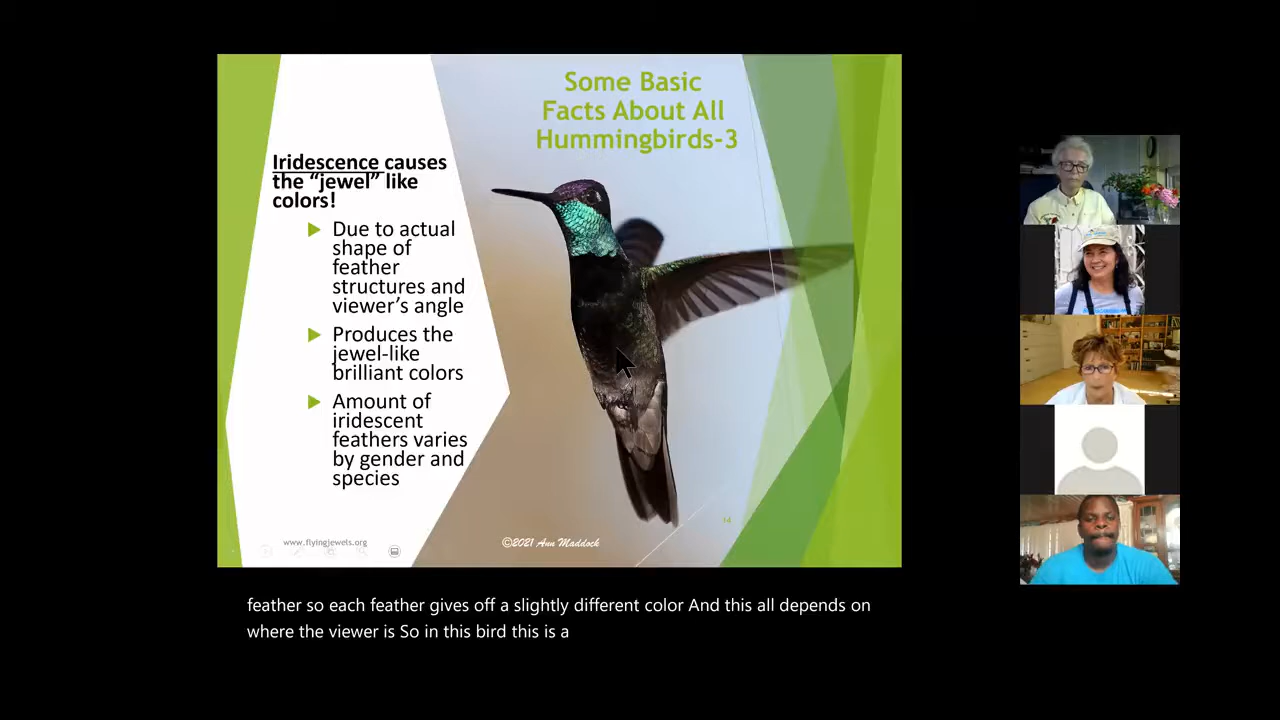 Some Basic
Facts About All
Hummingbirds-3
Iridescence causes
the “jewel” like
colors!
Due to actual
shape of
feather
structures and
viewer’s angle
Produces the
jewel-like
brilliant colors
Amount of
iridescent
feathers varies
by gender and
species
www.flyingjewels.org
©2021 Ann Maddock
14
feather so each feather gives off a slightly different color And this all depends on
where the viewer is So in this bird this is a